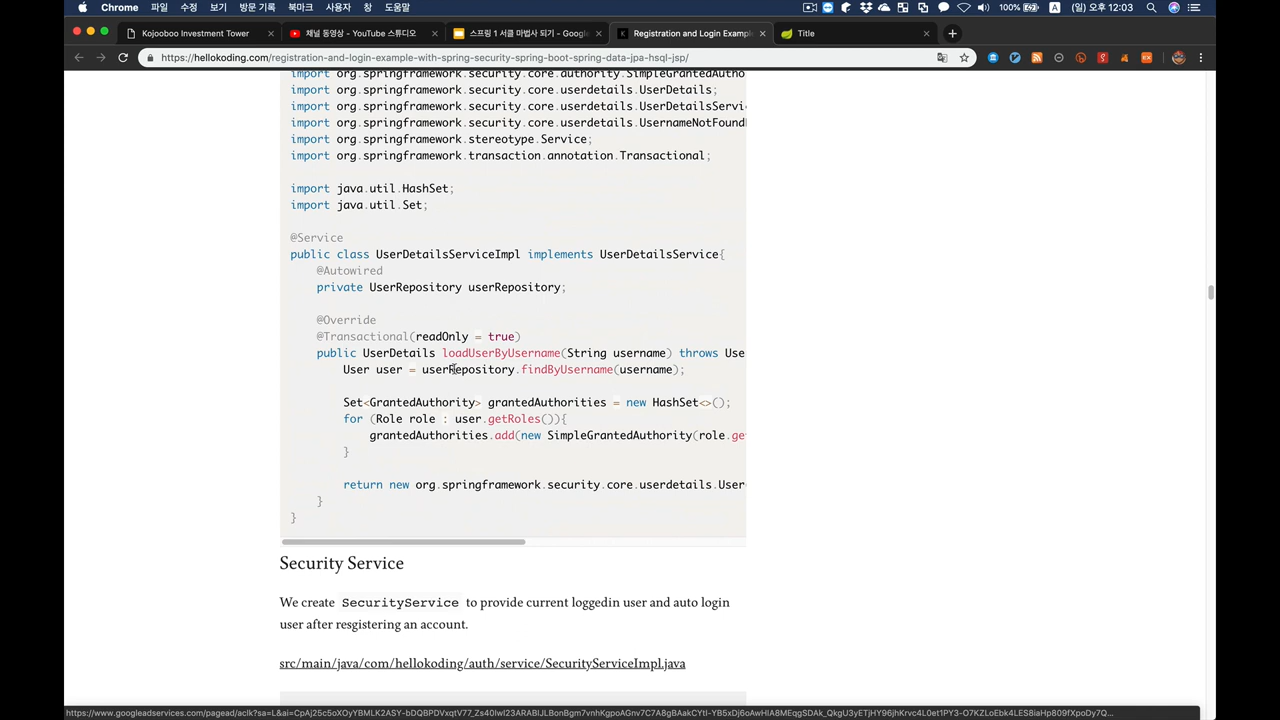 Chrome 파일 수정 보기 방문 기록 북마크 사용자 창 도움말 100% A (일) 오후 12:03
Kojooboo Investment Tower 채널 동영상 - YouTube 스튜디오 스프링 1 서클 마법사 되기 - Google Registration and Login Example Title
https://hellokoding.com/registration-and-login-example-with-spring-security-spring-boot-spring-data-jpa-hsql-jsp/
import org.springframework.security.core.authority.SimpleGrantedAutho
import org.springframework.security.core.userdetails.UserDetails;
import org.springframework.security.core.userdetails.UserDetailsServi
import org.springframework.security.core.userdetails.UsernameNotFound
import org.springframework.stereotype.Service;
import org.springframework.transaction.annotation.Transactional;
import java.util.HashSet;
import java.util.Set;
@Service
public class UserDetailsServiceImpl implements UserDetailsService{
@Autowired
private UserRepository userRepository;
@Override
@Transactional(readOnly = true)
public UserDetails loadUserByUsername(String username) throws Use
User user = userRepository.findByUsername(username);
Set<GrantedAuthority> grantedAuthorities = new HashSet<>();
for (Role role : user.getRoles()){
grantedAuthorities.add(new SimpleGrantedAuthority(role.ge
}
return new org.springframework.security.core.userdetails.User
}
}
Security Service
We create SecurityService to provide current loggedin user and auto login
user after resgistering an account.
src/main/java/com/hellokoding/auth/service/SecurityServiceImpl.java